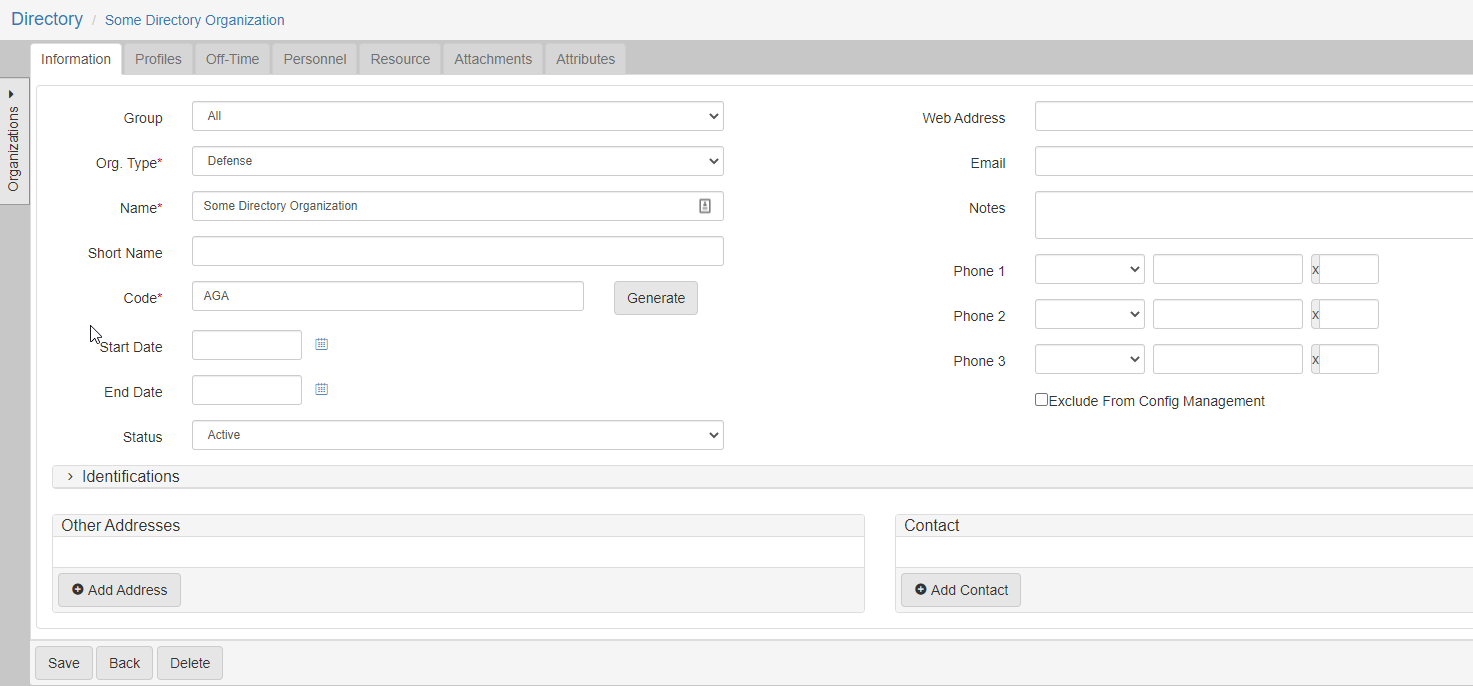 Directory / Some Directory Organization
Information Profiles Off-Time Personnel Resource Attachments Attributes
Organizations
Group All
Org. Type* Defense
Name* Some Directory Organization
Short Name
Code* AGA Generate
Start Date
End Date
Status Active
Web Address
Email
Notes
Phone 1 x
Phone 2 x
Phone 3 x
Exclude From Config Management
Identifications
Other Addresses
Add Address
Contact
Add Contact
Save Back Delete